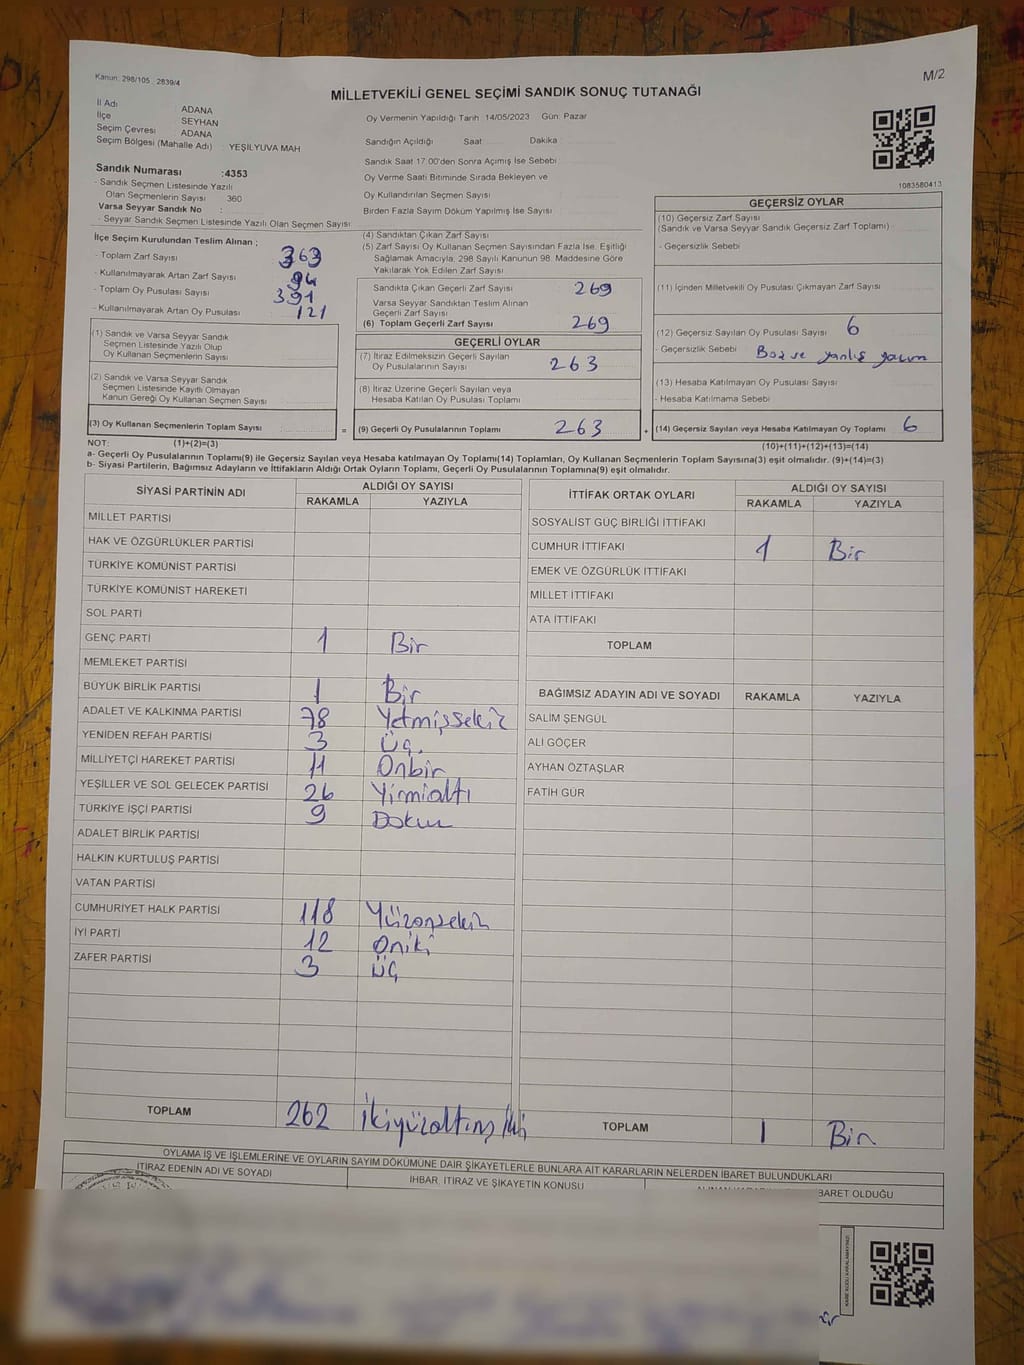 Kanun: 298/105 2839/4
M/2
MİLLETVEKİLİ GENEL SEÇİMİ SANDIK SONUÇ TUTANAĞI
İl Adı : ADANA
İlçe : SEYHAN
Seçim Çevresi : ADANA
Seçim Bölgesi (Mahalle Adı) : YEŞİLYUVA MAH
Sandık Numarası :4353
- Sandık Seçmen Listesinde Yazılı
Olan Seçmenlerin Sayısı 360
Varsa Seyyar Sandık No :
- Seyyar Sandık Seçmen Listesinde Yazılı Olan Seçmen Sayısı
İlçe Seçim Kurulundan Teslim Alınan ;
- Toplam Zarf Sayısı 363
- Kullanılmayarak Artan Zarf Sayısı 94
- Toplam Oy Pusulası Sayısı 391
- Kullanılmayarak Artan Oy Pusulası 121
(1) Sandık ve Varsa Seyyar Sandık
Seçmen Listesinde Yazılı Olup
Oy Kullanan Seçmenlerin Sayısı
(2) Sandık ve Varsa Seyyar Sandık
Seçmen Listesinde Kayıtlı Olmayan
Kanun Gereği Oy Kullanan Seçmen Sayısı
(3) Oy Kullanan Seçmenlerin Toplam Sayısı
Oy Vermenin Yapıldığı Tarih : 14/05/2023 Gün: Pazar
Sandığın Açıldığı Saat Dakika
Sandık Saat 17:00'den Sonra Açımış İse Sebebi
Oy Verme Saati Bitiminde Sırada Bekleyen ve
Oy Kullandırılan Seçmen Sayısı
Birden Fazla Sayım Döküm Yapılmış İse Sayısı
(4) Sandıktan Çıkan Zarf Sayısı
(5) Zarf Sayısı Oy Kullanan Seçmen Sayısından Fazla İse, Eşitliği
Sağlamak Amacıyla, 298 Sayılı Kanunun 98. Maddesine Göre
Yakılarak Yok Edilen Zarf Sayısı
Sandıkta Çıkan Geçerli Zarf Sayısı 269
Varsa Seyyar Sandıktan Teslim Alınan
Geçerli Zarf Sayısı
(6) Toplam Geçerli Zarf Sayısı 269
GEÇERLİ OYLAR
(7) İtiraz Edilmeksizin Geçerli Sayılan
Oy Pusulalarının Sayısı 263
(8) İtiraz Üzerine Geçerli Sayılan veya
Hesaba Katılan Oy Pusulası Toplamı
= (9) Geçerli Oy Pusulalarının Toplamı 263 +
1083580413
GEÇERSİZ OYLAR
(10) Geçersiz Zarf Sayısı
(Sandık ve Varsa Seyyar Sandık Geçersiz Zarf Toplamı)
- Geçersizlik Sebebi
(11) İçinden Milletvekili Oy Pusulası Çıkmayan Zarf Sayısı
(12) Geçersiz Sayılan Oy Pusulası Sayısı 6
- Geçersizlik Sebebi
(13) Hesaba Katılmayan Oy Pusulası Sayısı
- Hesaba Katılmama Sebebi
(14) Geçersiz Sayılan veya Hesaba Katılmayan Oy Toplamı 6
NOT: (1)+(2)=(3) (10)+(11)+(12)+(13)=(14)
a- Geçerli Oy Pusulalarının Toplamı(9) ile Geçersiz Sayılan veya Hesaba katılmayan Oy Toplamı(14) Toplamları, Oy Kullanan Seçmenlerin Toplam Sayısına(3) eşit olmalıdır. (9)+(14)=(3)
b- Siyasi Partilerin, Bağımsız Adayların ve İttifakların Aldığı Ortak Oyların Toplamı, Geçerli Oy Pusulalarının Toplamına(9) eşit olmalıdır.
SİYASİ PARTİNİN ADI ALDIĞI OY SAYISI
RAKAMLA YAZIYLA
MİLLET PARTİSİ
HAK VE ÖZGÜRLÜKLER PARTİSİ
TÜRKİYE KOMÜNİST PARTİSİ
TÜRKİYE KOMÜNİST HAREKETİ
SOL PARTİ
GENÇ PARTİ 1 Bir
MEMLEKET PARTİSİ
BÜYÜK BİRLİK PARTİSİ 1 Bir
ADALET VE KALKINMA PARTİSİ 78 Yetmişsekiz
YENİDEN REFAH PARTİSİ 3 Üç.
MİLLİYETÇİ HAREKET PARTİSİ 11 Onbir
YEŞİLLER VE SOL GELECEK PARTİSİ 26 Yirmialtı
TÜRKİYE İŞÇİ PARTİSİ 9 Dokuz
ADALET BİRLİK PARTİSİ
HALKIN KURTULUŞ PARTİSİ
VATAN PARTİSİ
CUMHURİYET HALK PARTİSİ 118 Yüzonsekiz
İYİ PARTİ 12 Oniki
ZAFER PARTİSİ 3 Üç
TOPLAM 262 İkiyüzaltmış iki
İTTİFAK ORTAK OYLARI ALDIĞI OY SAYISI
RAKAMLA YAZIYLA
SOSYALİST GÜÇ BİRLİĞİ İTTİFAKI
CUMHUR İTTİFAKI 1 Bir
EMEK VE ÖZGÜRLÜK İTTİFAKI
MİLLET İTTİFAKI
ATA İTTİFAKI
TOPLAM
BAĞIMSIZ ADAYIN ADI VE SOYADI RAKAMLA YAZIYLA
SALİM ŞENGÜL
ALİ GÖÇER
AYHAN ÖZTAŞLAR
FATİH GÜR
TOPLAM 1 Bir
OYLAMA İŞ VE İŞLEMLERİNE VE OYLARIN SAYIM DÖKÜMÜNE DAİR ŞİKAYETLERLE BUNLARA AİT KARARLARIN NELERDEN İBARET BULUNDUKLARI
İTİRAZ EDENİN ADI VE SOYADI İHBAR, İTİRAZ VE ŞİKAYETİN KONUSU İBARET OLDUĞU